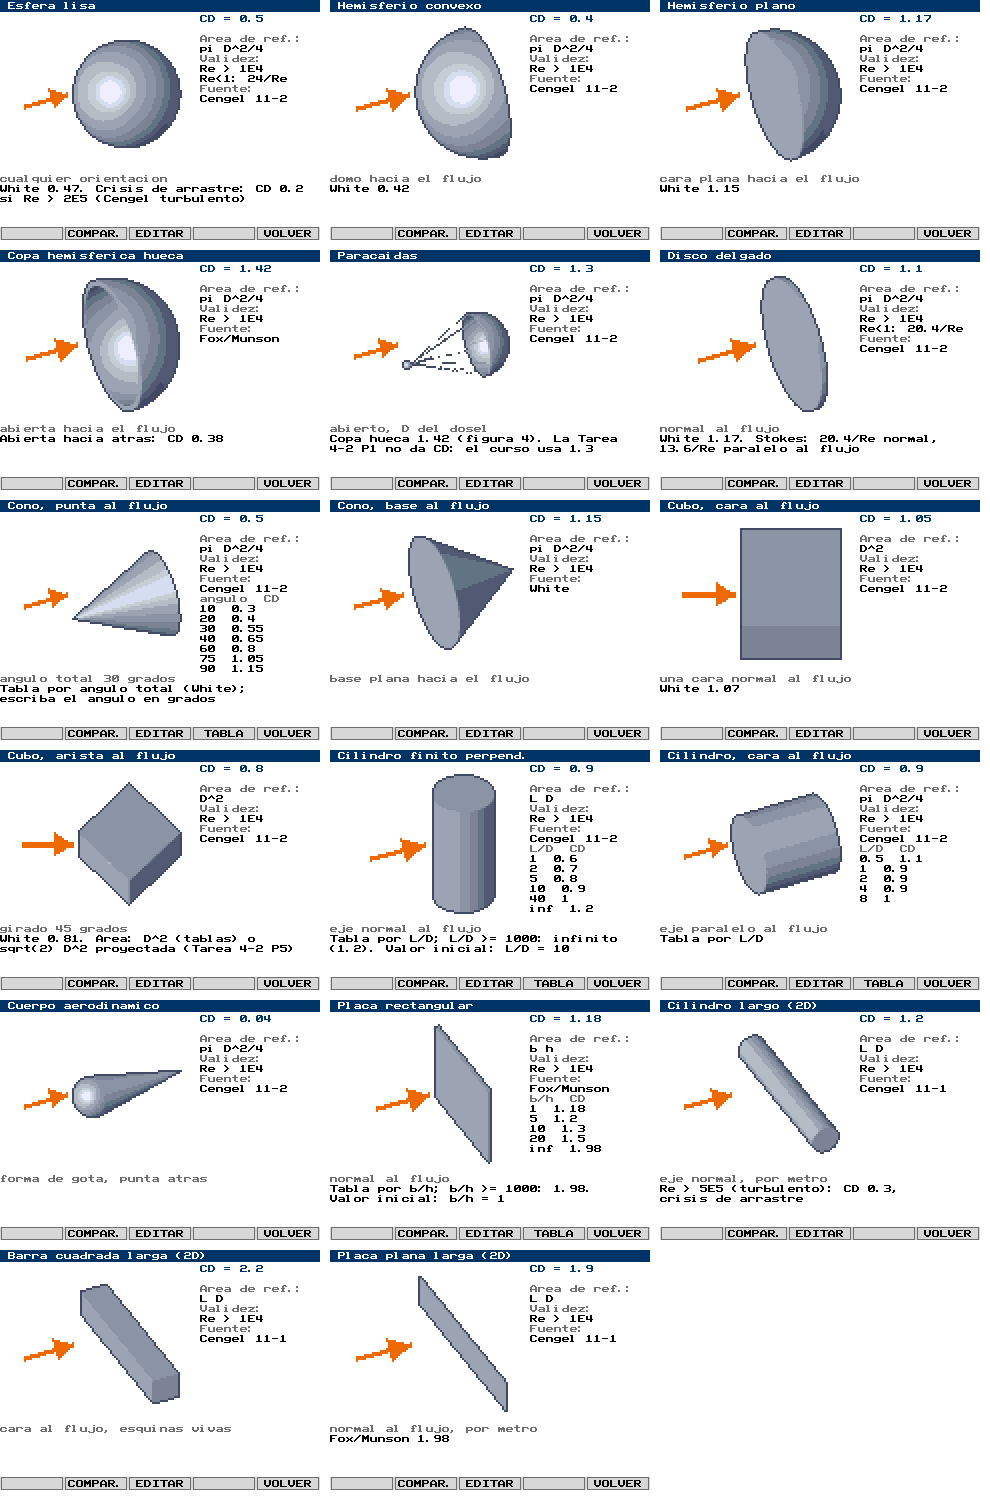 Esfera lisa
CD = 0.5
Area de ref.:
pi D^2/4
Validez:
Re > 1E4
Re<1: 24/Re
Fuente:
Cengel 11-2
cualquier orientacion
White 0.47. Crisis de arrastre: CD 0.2
si Re > 2E5 (Cengel turbulento)
COMPAR. EDITAR VOLVER
Hemisferio convexo
CD = 0.4
Area de ref.:
pi D^2/4
Validez:
Re > 1E4
Fuente:
Cengel 11-2
domo hacia el flujo
White 0.42
COMPAR. EDITAR VOLVER
Hemisferio plano
CD = 1.17
Area de ref.:
pi D^2/4
Validez:
Re > 1E4
Fuente:
Cengel 11-2
cara plana hacia el flujo
White 1.15
COMPAR. EDITAR VOLVER
Copa hemisferica hueca
CD = 1.42
Area de ref.:
pi D^2/4
Validez:
Re > 1E4
Fuente:
Fox/Munson
abierta hacia el flujo
Abierta hacia atras: CD 0.38
COMPAR. EDITAR VOLVER
Paracaidas
CD = 1.3
Area de ref.:
pi D^2/4
Validez:
Re > 1E4
Fuente:
Cengel 11-2
abierto, D del dosel
Copa hueca 1.42 (figura 4). La Tarea
4-2 P1 no da CD: el curso usa 1.3
COMPAR. EDITAR VOLVER
Disco delgado
CD = 1.1
Area de ref.:
pi D^2/4
Validez:
Re > 1E4
Re<1: 20.4/Re
Fuente:
Cengel 11-2
normal al flujo
White 1.17. Stokes: 20.4/Re normal,
13.6/Re paralelo al flujo
COMPAR. EDITAR VOLVER
Cono, punta al flujo
CD = 0.5
Area de ref.:
pi D^2/4
Validez:
Re > 1E4
Fuente:
Cengel 11-2
angulo CD
10 0.3
20 0.4
30 0.55
40 0.65
60 0.8
75 1.05
90 1.15
angulo total 30 grados
Tabla por angulo total (White);
escriba el angulo en grados
COMPAR. EDITAR TABLA VOLVER
Cono, base al flujo
CD = 1.15
Area de ref.:
pi D^2/4
Validez:
Re > 1E4
Fuente:
White
base plana hacia el flujo
COMPAR. EDITAR VOLVER
Cubo, cara al flujo
CD = 1.05
Area de ref.:
D^2
Validez:
Re > 1E4
Fuente:
Cengel 11-2
una cara normal al flujo
White 1.07
COMPAR. EDITAR VOLVER
Cubo, arista al flujo
CD = 0.8
Area de ref.:
D^2
Validez:
Re > 1E4
Fuente:
Cengel 11-2
girado 45 grados
White 0.81. Area: D^2 (tablas) o
sqrt(2) D^2 proyectada (Tarea 4-2 P5)
COMPAR. EDITAR VOLVER
Cilindro finito perpend.
CD = 0.9
Area de ref.:
L D
Validez:
Re > 1E4
Fuente:
Cengel 11-2
L/D CD
1 0.6
2 0.7
5 0.8
10 0.9
40 1
inf 1.2
eje normal al flujo
Tabla por L/D; L/D >= 1000: infinito
(1.2). Valor inicial: L/D = 10
COMPAR. EDITAR TABLA VOLVER
Cilindro, cara al flujo
CD = 0.9
Area de ref.:
pi D^2/4
Validez:
Re > 1E4
Fuente:
Cengel 11-2
L/D CD
0.5 1.1
1 0.9
2 0.9
4 0.9
8 1
eje paralelo al flujo
Tabla por L/D
COMPAR. EDITAR TABLA VOLVER
Cuerpo aerodinamico
CD = 0.04
Area de ref.:
pi D^2/4
Validez:
Re > 1E4
Fuente:
Cengel 11-2
forma de gota, punta atras
COMPAR. EDITAR VOLVER
Placa rectangular
CD = 1.18
Area de ref.:
b h
Validez:
Re > 1E4
Fuente:
Fox/Munson
b/h CD
1 1.18
5 1.2
10 1.3
20 1.5
inf 1.98
normal al flujo
Tabla por b/h; b/h >= 1000: 1.98.
Valor inicial: b/h = 1
COMPAR. EDITAR TABLA VOLVER
Cilindro largo (2D)
CD = 1.2
Area de ref.:
L D
Validez:
Re > 1E4
Fuente:
Cengel 11-1
eje normal, por metro
Re > 5E5 (turbulento): CD 0.3,
crisis de arrastre
COMPAR. EDITAR VOLVER
Barra cuadrada larga (2D)
CD = 2.2
Area de ref.:
L D
Validez:
Re > 1E4
Fuente:
Cengel 11-1
cara al flujo, esquinas vivas
COMPAR. EDITAR VOLVER
Placa plana larga (2D)
CD = 1.9
Area de ref.:
L D
Validez:
Re > 1E4
Fuente:
Cengel 11-1
normal al flujo, por metro
Fox/Munson 1.98
COMPAR. EDITAR VOLVER